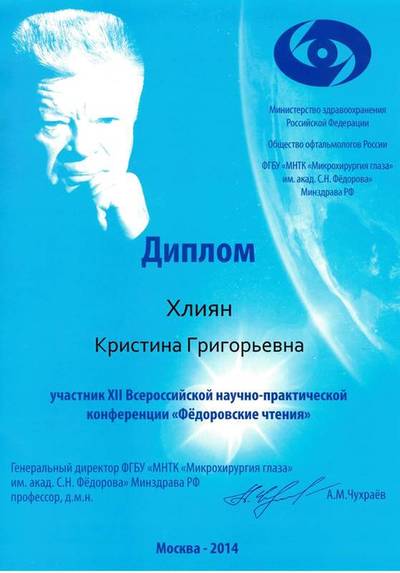 Министерство здравоохранения
Российской Федерации
Общество офтальмологов России
ФГБУ «МНТК «Микрохирургия глаза»
им. акад. С.Н. Фёдорова»
Минздрава РФ
Диплом
Хлиян
Кристина Григорьевна
участник XII Всероссийской научно-практической
конференции «Фёдоровские чтения»
Генеральный директор ФГБУ «МНТК «Микрохирургия глаза»
им. акад. С.Н. Фёдорова» Минздрава РФ
профессор, д.м.н.
А.М.Чухраёв
Москва - 2014